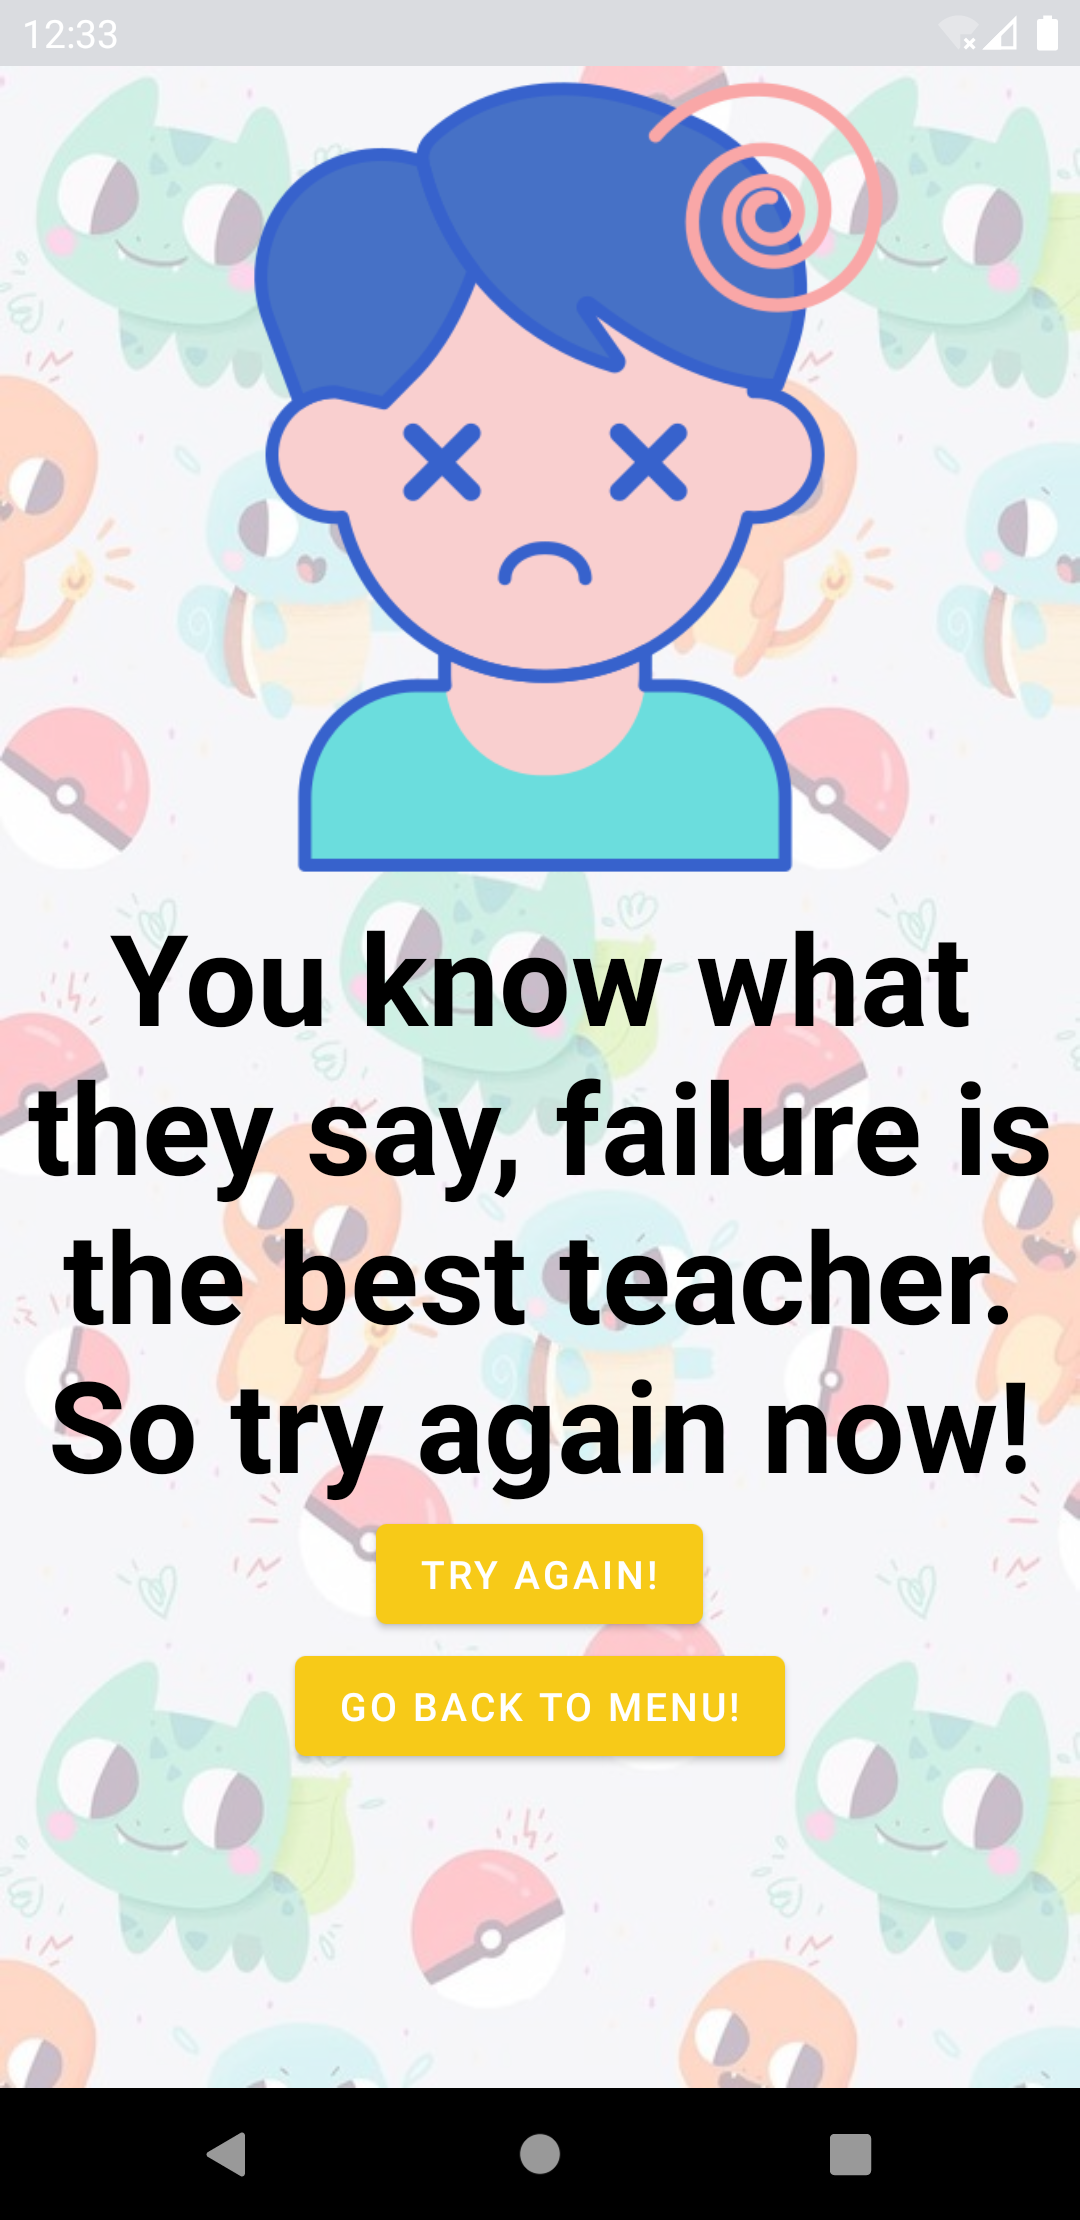 12:33
You know what
they say, failure is
the best teacher.
So try again now!
TRY AGAIN!
GO BACK TO MENU!